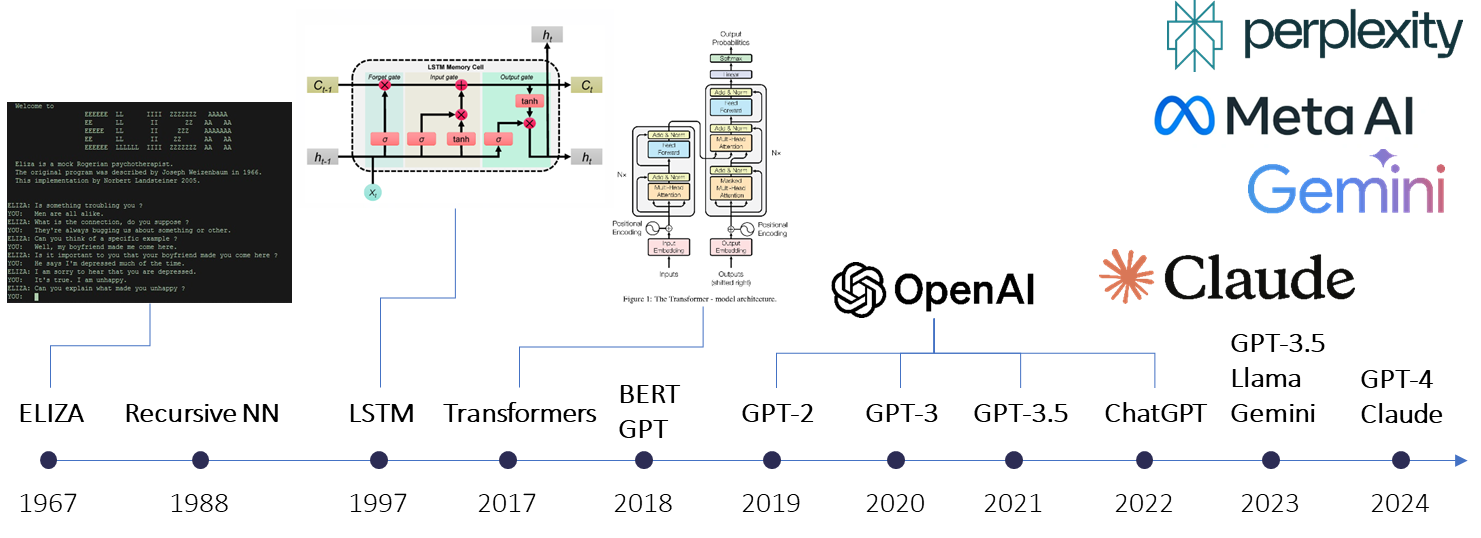 Welcome to
EEEEEE LL IIII ZZZZZZZ AAAAA
EE LL II ZZ AA AA
EEEEE LL II ZZZ AAAAAAA
EE LL II ZZ AA AA
EEEEEE LLLLLL IIII ZZZZZZZ AA AA
Eliza is a mock Rogerian psychotherapist.
The original program was described by Joseph Weizenbaum in 1966.
This implementation by Norbert Landsteiner 2005.
ELIZA: Is something troubling you ?
YOU: Men are all alike.
ELIZA: What is the connection, do you suppose ?
YOU: They're always bugging us about something or other.
ELIZA: Can you think of a specific example ?
YOU: Well, my boyfriend made me come here.
ELIZA: Is it important to you that your boyfriend made you come here ?
YOU: He says I'm depressed much of the time.
ELIZA: I am sorry to hear that you are depressed.
YOU: It's true. I am unhappy.
ELIZA: Can you explain what made you unhappy ?
YOU:
ht
LSTM Memory Cell
Forget gate Input gate Output gate
Ct-1 Ct
tanh
σ σ tanh σ
ht-1 ht
Xt
Output
Probabilities
Softmax
Linear
Add & Norm
Feed
Forward
Add & Norm
Multi-Head
Attention
Add & Norm
Masked
Multi-Head
Attention
N×
Add & Norm
Feed
Forward
Add & Norm
Multi-Head
Attention
N×
Positional
Encoding
Positional
Encoding
Input
Embedding
Output
Embedding
Inputs
Outputs
(shifted right)
Figure 1: The Transformer - model architecture.
perplexity
Meta AI
Gemini
Claude
OpenAI
ELIZA
Recursive NN
LSTM
Transformers
BERT
GPT
GPT-2
GPT-3
GPT-3.5
ChatGPT
GPT-3.5
Llama
Gemini
GPT-4
Claude
1967 1988 1997 2017 2018 2019 2020 2021 2022 2023 2024